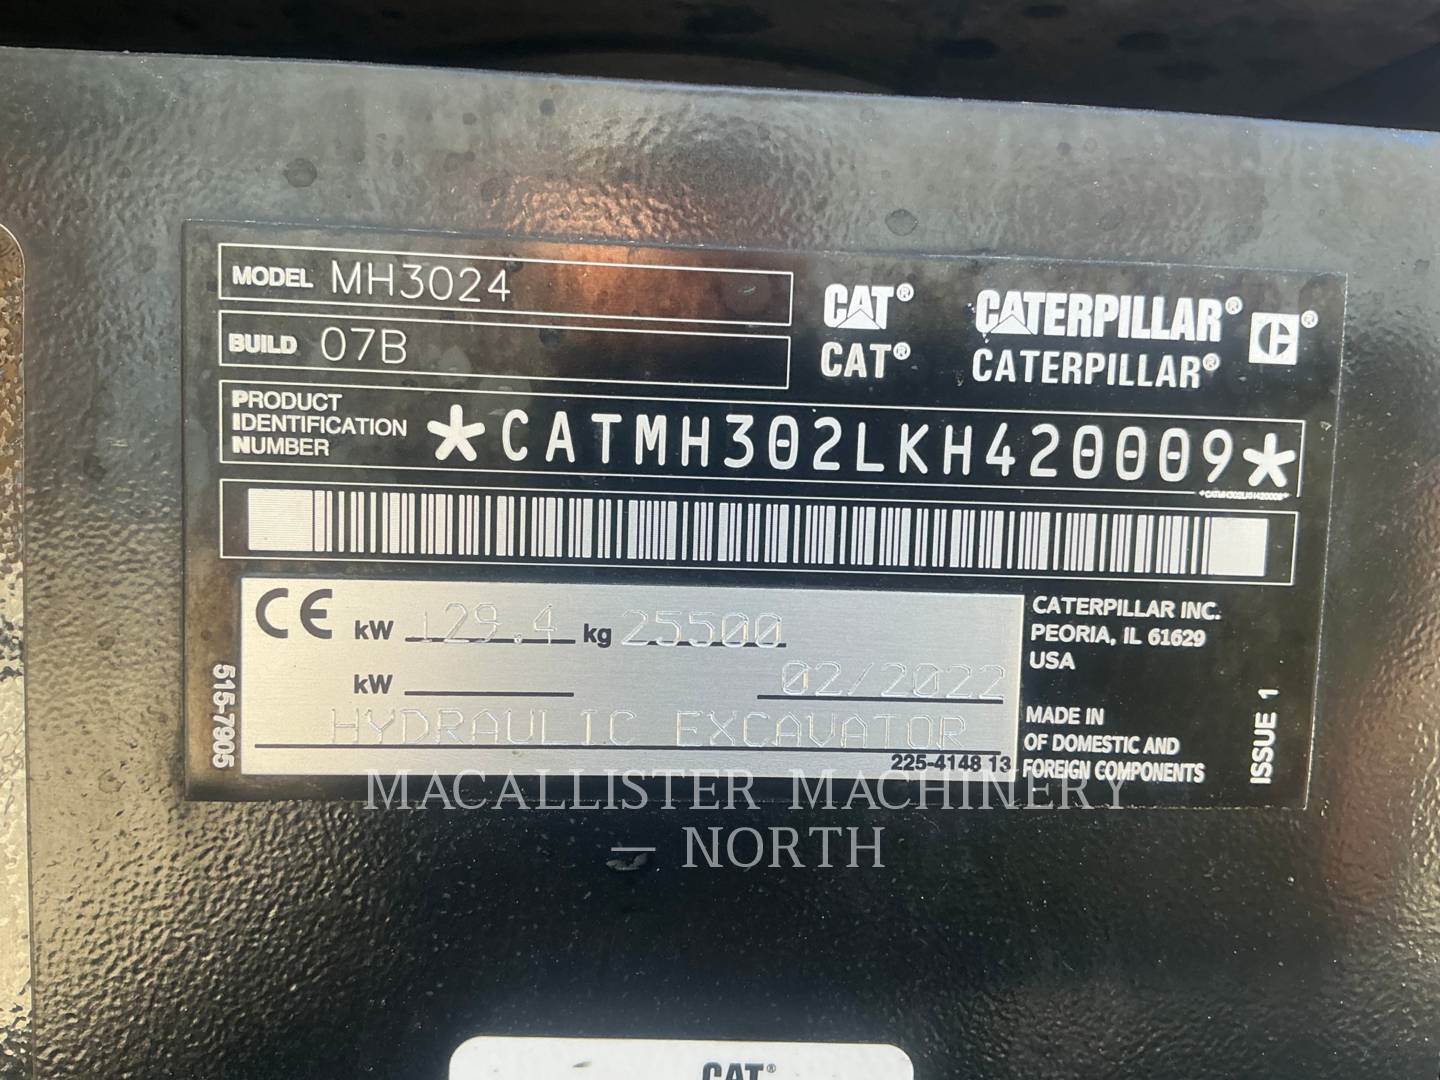 MODEL MH3024
BUILD 07B
CAT® CATERPILLAR® ®
CAT® CATERPILLAR®
PRODUCT
IDENTIFICATION
NUMBER
*CATMH302LKH420009*
CE kW 129.4 kg 25500
kW 02/2022
HYDRAULIC EXCAVATOR
225-4148 13
515-7905
CATERPILLAR INC.
PEORIA, IL 61629
USA
MADE IN
OF DOMESTIC AND
FOREIGN COMPONENTS
ISSUE 1
MACALLISTER MACHINERY
— NORTH
CAT®